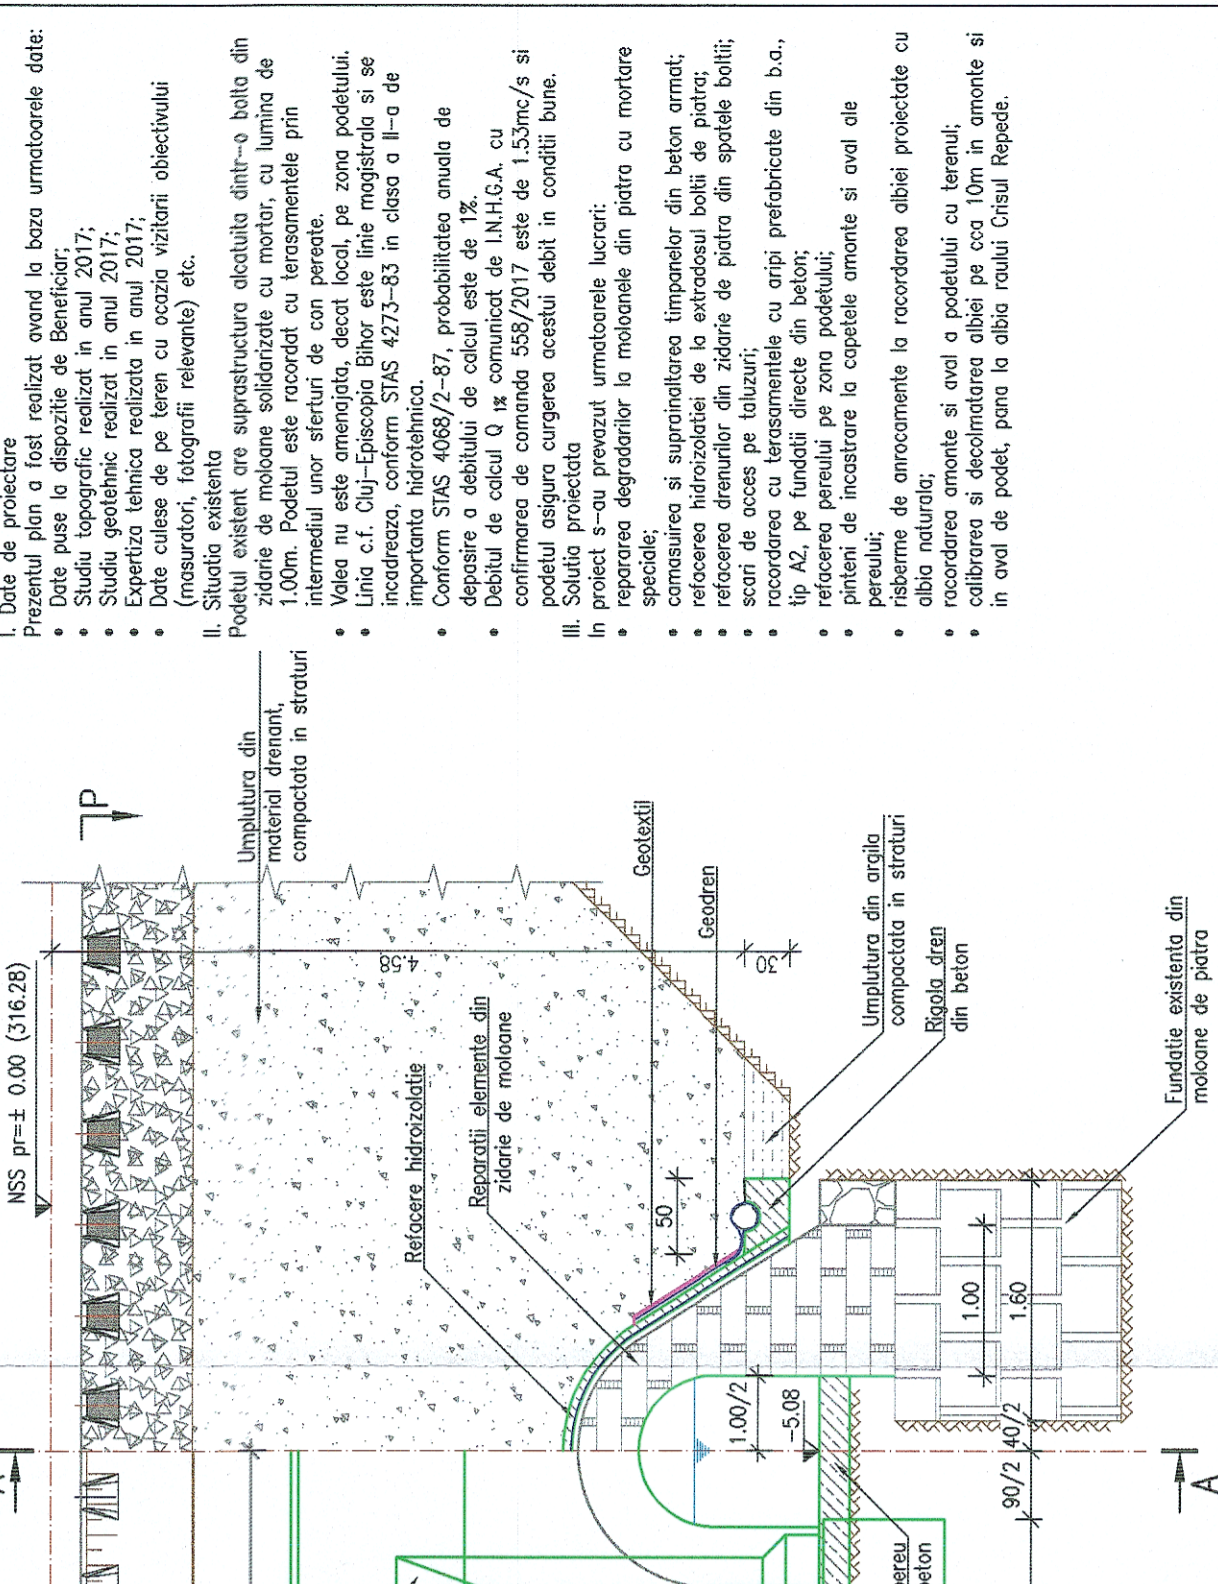 I. Date de proiectare
Prezentul plan a fost realizat avand la baza urmatoarele date:
• Date puse la dispozitie de Beneficiar;
• Studiu topografic realizat in anul 2017;
• Studiu geotehnic realizat in anul 2017;
• Expertiza tehnica realizata in anul 2017;
• Date culese de pe teren cu ocazia vizitarii obiectivului
(masuratori, fotografii relevante) etc.
II. Situatia existenta
Podetul existent are suprastructura alcatuita dintr-o bolta din
zidarie de moloane solidarizate cu mortar, cu lumina de
1.00m. Podetul este racordat cu terasamentele prin
intermediul unor sferturi de con pereate.
• Valea nu este amenajata, decat local, pe zona podetului.
• Linia c.f. Cluj-Episcopia Bihor este linie magistrala si se
incadreaza, conform STAS 4273-83 in clasa a II-a de
importanta hidrotehnica.
• Conform STAS 4068/2-87, probabilitatea anuala de
depasire a debitului de calcul este de 1%.
• Debitul de calcul Q 1% comunicat de I.N.H.G.A. cu
confirmarea de comanda 558/2017 este de 1.53mc/s si
podetul asigura curgerea acestui debit in conditii bune.
III. Solutia proiectata
In proiect s-au prevazut urmatoarele lucrari:
• repararea degradarilor la moloanele din piatra cu mortare
speciale;
• camasuirea si suprainaltarea timpanelor din beton armat;
• refacerea hidroizolatiei de la extradosul boltii de piatra;
• refacerea drenurilor din zidarie de piatra din spatele boltii;
• scari de acces pe taluzuri;
• racordarea cu terasamentele cu aripi prefabricate din b.a.,
tip A2, pe fundatii directe din beton;
• refacerea pereului pe zona podetului;
• pinteni de incastrare la capetele amonte si aval ale
pereului;
• risberme de anrocamente la racordarea albiei proiectate cu
albia naturala;
• racordarea amonte si aval a podetului cu terenul;
• calibrarea si decolmatarea albiei pe cca 10m in amonte si
in aval de podet, pana la albia raului Crisul Repede.
NSS pr=± 0.00 (316.28)
P
Umplutura din
material drenant,
compactata in straturi
4.58
30
Refacere hidroizolatie
Reparatii elemente din
zidarie de moloane
Geotextil
Geodren
50
Umplutura din argila
compactata in straturi
Rigola dren
din beton
Fundatie existenta din
moloane de piatra
1.00/2
-5.08
1.00
1.60
90/2
40/2
pereu
beton
A
A